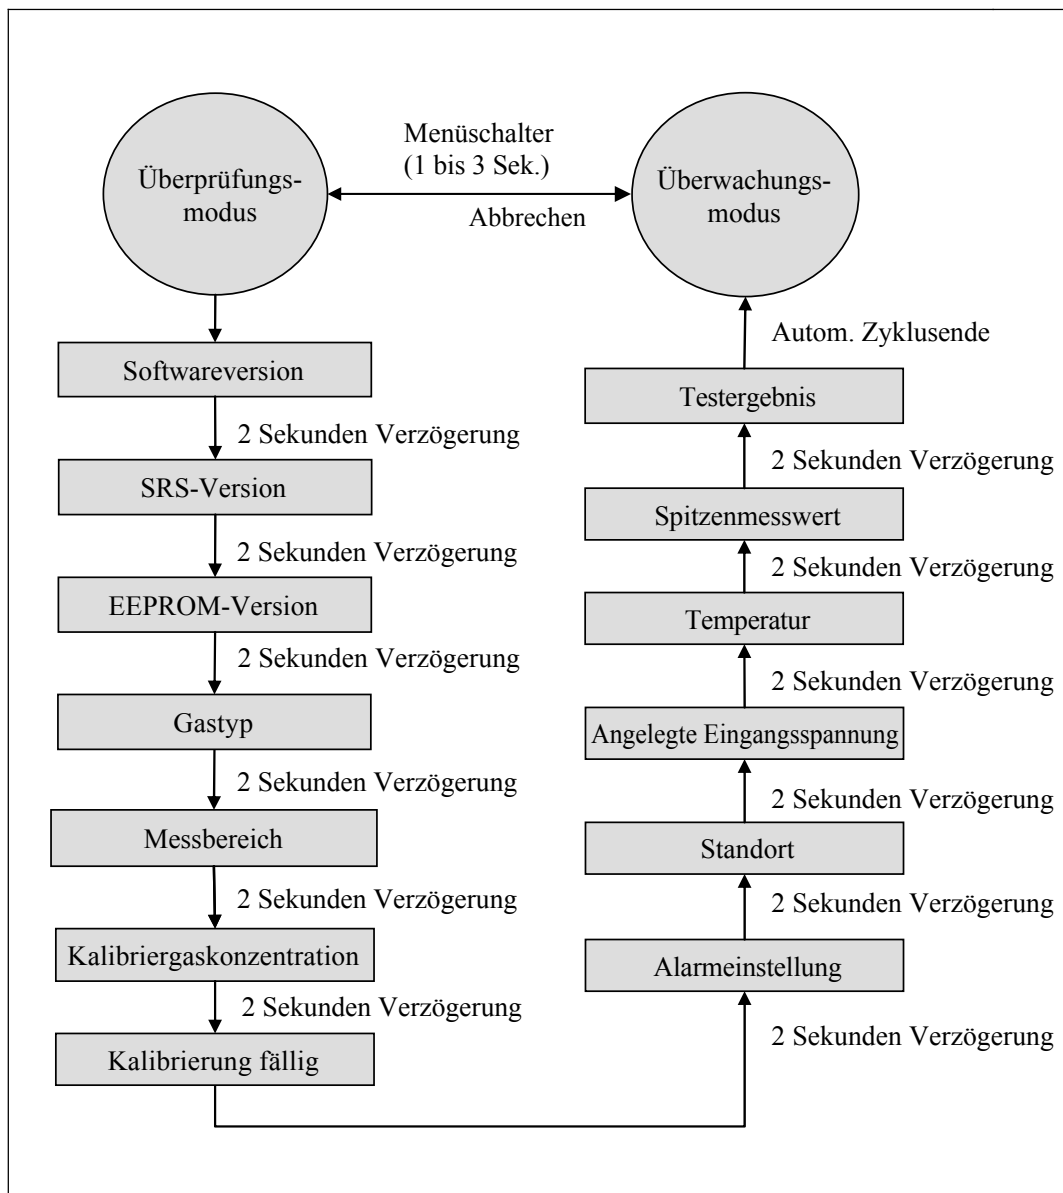 Überprüfungs-
modus
Menüschalter
(1 bis 3 Sek.)
Abbrechen
Überwachungs-
modus
Softwareversion
2 Sekunden Verzögerung
SRS-Version
2 Sekunden Verzögerung
EEPROM-Version
2 Sekunden Verzögerung
Gastyp
2 Sekunden Verzögerung
Messbereich
2 Sekunden Verzögerung
Kalibriergaskonzentration
2 Sekunden Verzögerung
Kalibrierung fällig
2 Sekunden Verzögerung
Alarmeinstellung
2 Sekunden Verzögerung
Standort
2 Sekunden Verzögerung
Angelegte Eingangsspannung
2 Sekunden Verzögerung
Temperatur
2 Sekunden Verzögerung
Spitzenmesswert
2 Sekunden Verzögerung
Testergebnis
Autom. Zyklusende